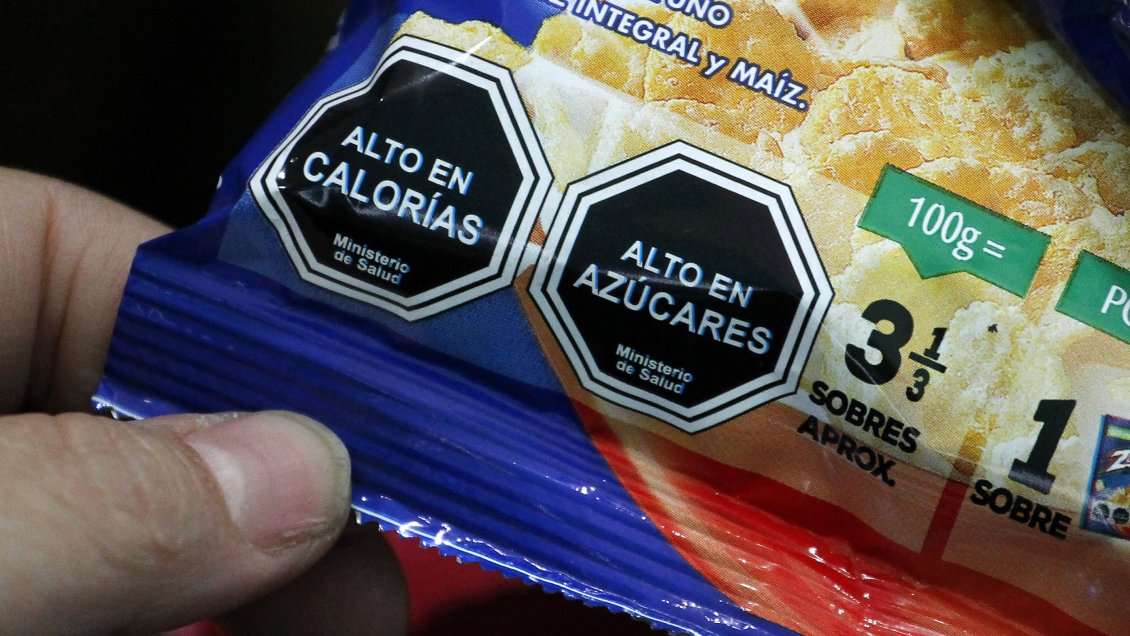 UNO
INTEGRAL y MAÍZ.
ALTO EN
CALORÍAS
Ministerio
de Salud
ALTO EN
AZÚCARES
Ministerio
de Salud
100g =
3 1/3
SOBRES
APROX.
1
SOBRE